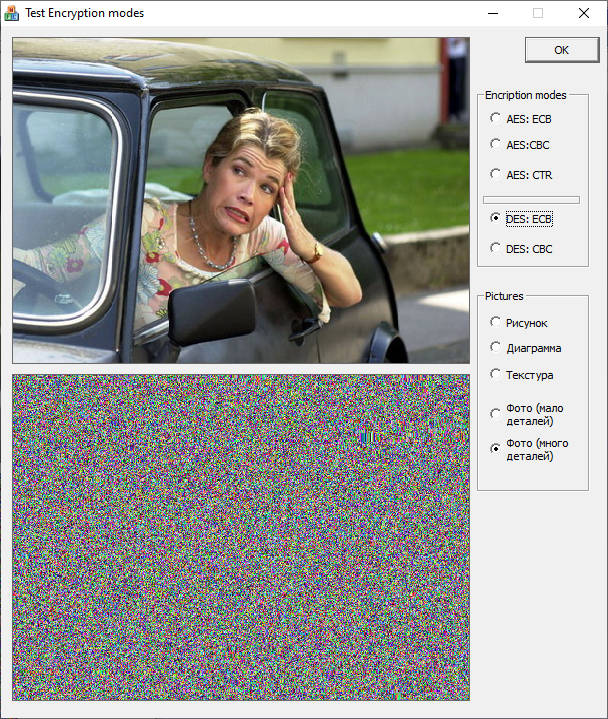 Test Encryption modes
OK
Encription modes
AES: ECB
AES:CBC
AES: CTR
DES: ECB
DES: CBC
Pictures
Рисунок
Диаграмма
Текстура
Фото (мало
деталей)
Фото (много
деталей)